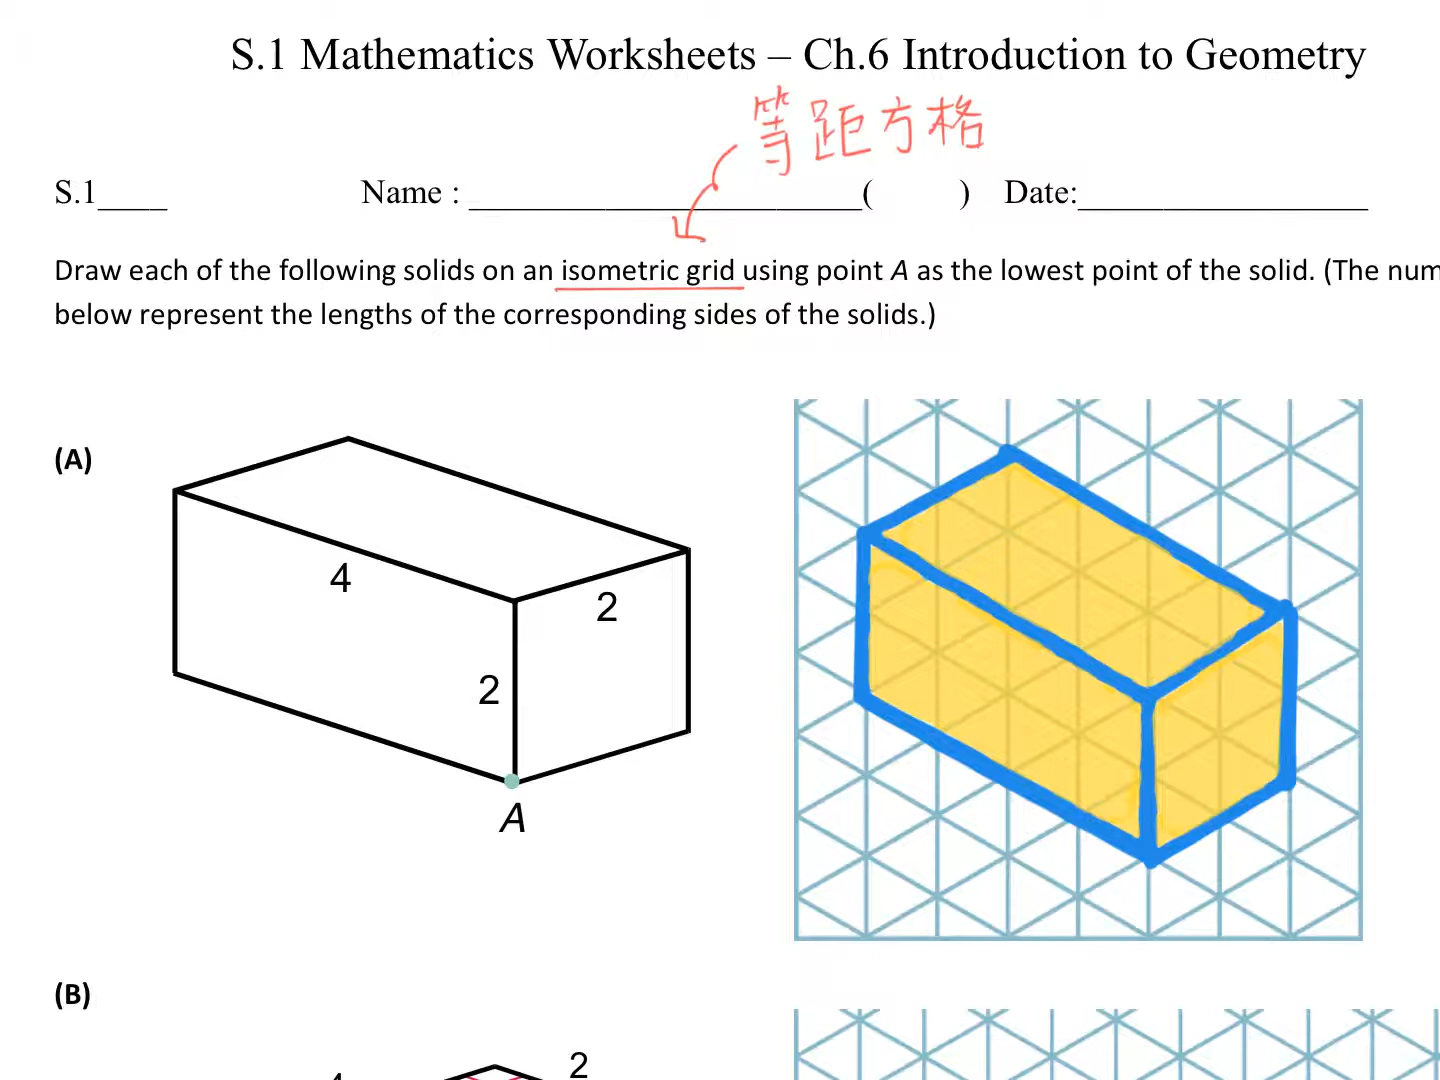 S.1 Mathematics Worksheets – Ch.6 Introduction to Geometry
等距方格
S.1____ Name : ______________________( ) Date:________________
Draw each of the following solids on an isometric grid using point A as the lowest point of the solid. (The num
below represent the lengths of the corresponding sides of the solids.)
(A)
4
2
2
A
(B)
2